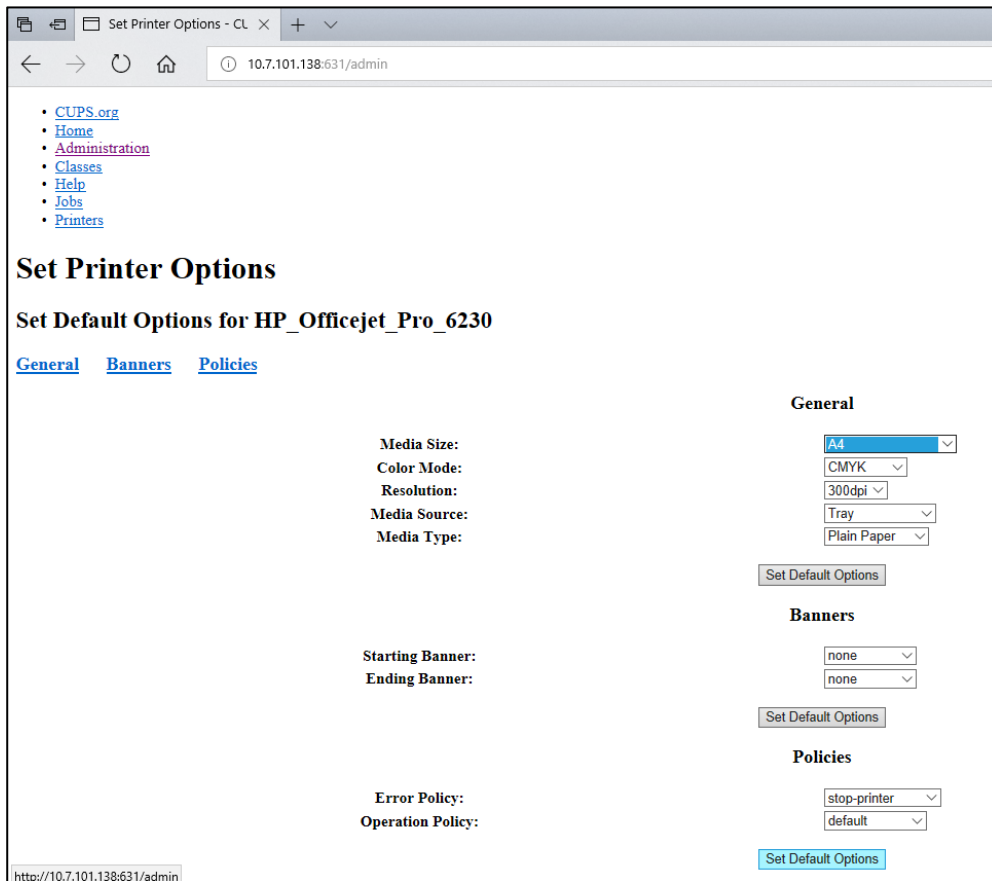 Set Printer Options - CU
10.7.101.138:631/admin
• CUPS.org
• Home
• Administration
• Classes
• Help
• Jobs
• Printers
Set Printer Options
Set Default Options for HP_Officejet_Pro_6230
General Banners Policies
General
Media Size: A4
Color Mode: CMYK
Resolution: 300dpi
Media Source: Tray
Media Type: Plain Paper
Set Default Options
Banners
Starting Banner: none
Ending Banner: none
Set Default Options
Policies
Error Policy: stop-printer
Operation Policy: default
Set Default Options
http://10.7.101.138:631/admin